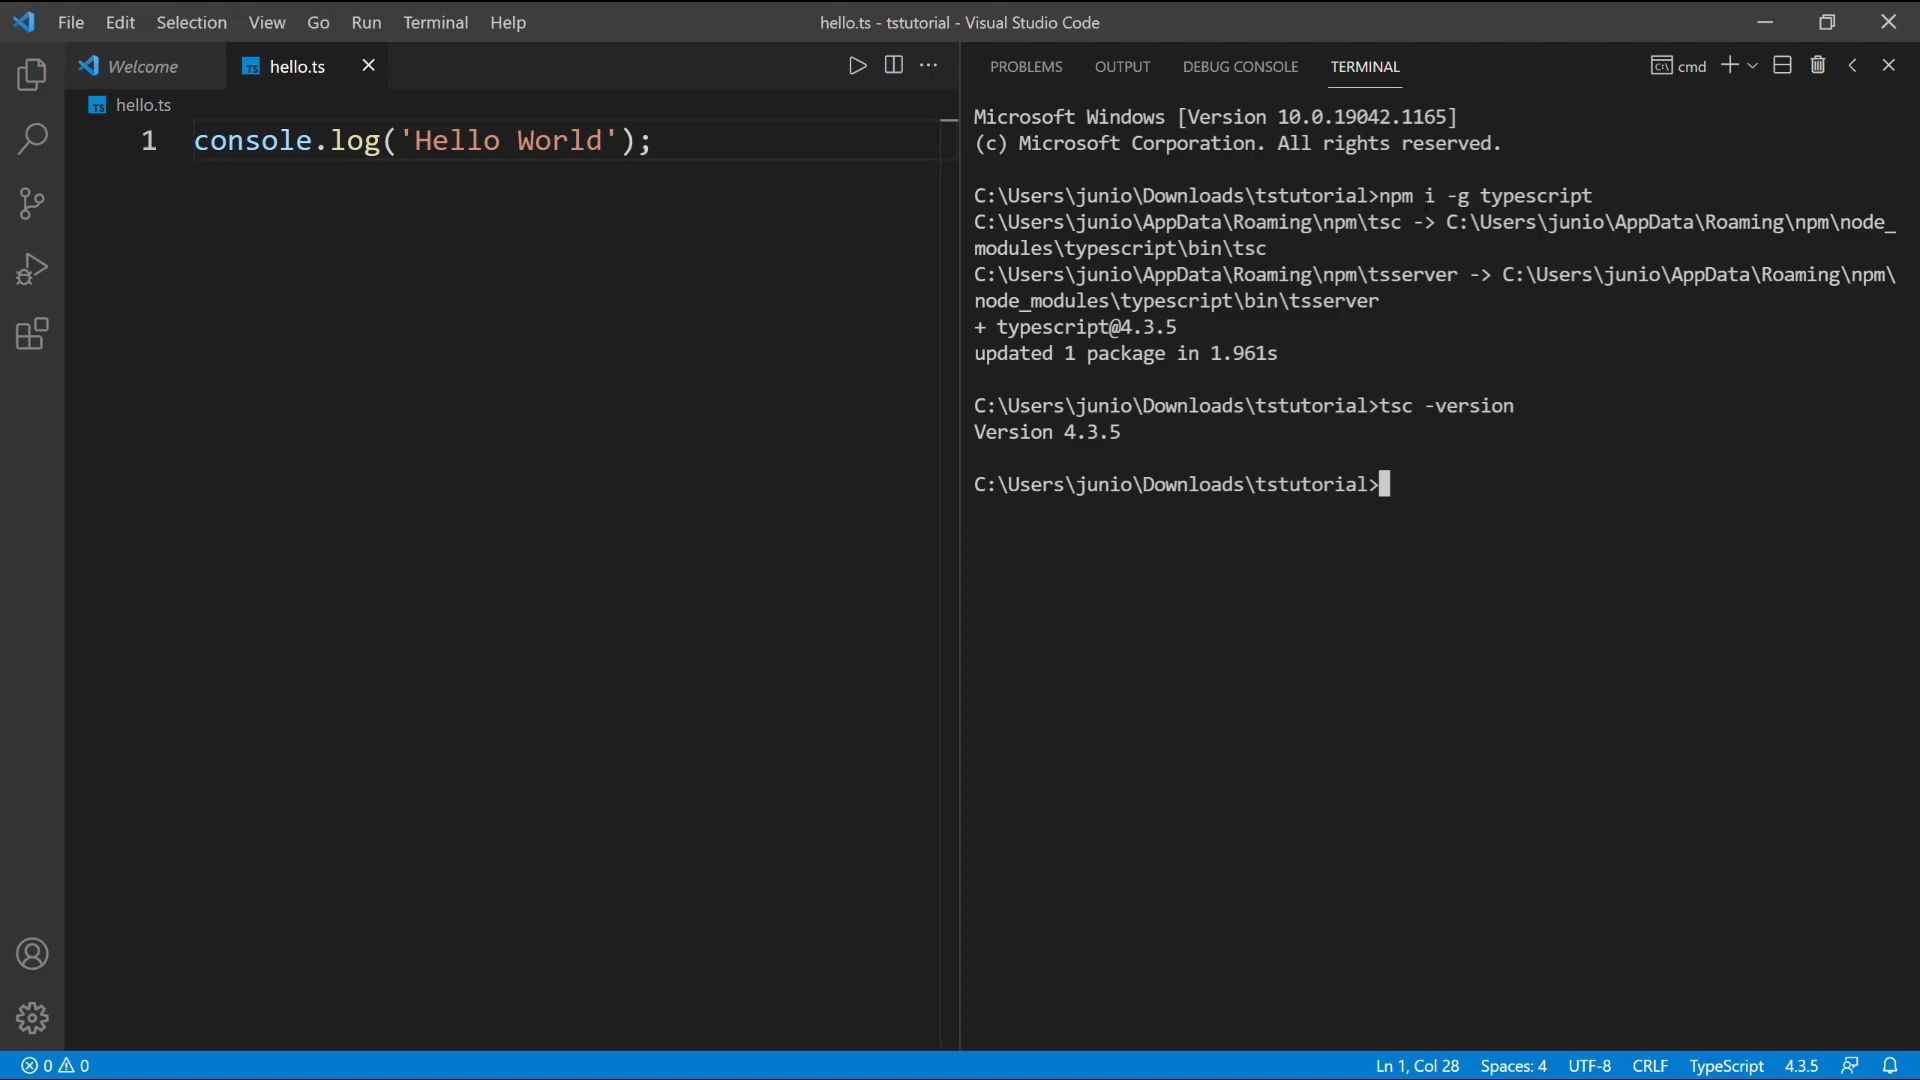 File Edit Selection View Go Run Terminal Help
hello.ts - tstutorial - Visual Studio Code
Welcome
TS hello.ts
TS hello.ts
1 console.log('Hello World');
PROBLEMS OUTPUT DEBUG CONSOLE TERMINAL
cmd
Microsoft Windows [Version 10.0.19042.1165]
(c) Microsoft Corporation. All rights reserved.
C:\Users\junio\Downloads\tstutorial>npm i -g typescript
C:\Users\junio\AppData\Roaming\npm\tsc -> C:\Users\junio\AppData\Roaming\npm\node_
modules\typescript\bin\tsc
C:\Users\junio\AppData\Roaming\npm\tsserver -> C:\Users\junio\AppData\Roaming\npm\
node_modules\typescript\bin\tsserver
+ typescript@4.3.5
updated 1 package in 1.961s
C:\Users\junio\Downloads\tstutorial>tsc -version
Version 4.3.5
C:\Users\junio\Downloads\tstutorial>
0 0
Ln 1, Col 28 Spaces: 4 UTF-8 CRLF TypeScript 4.3.5